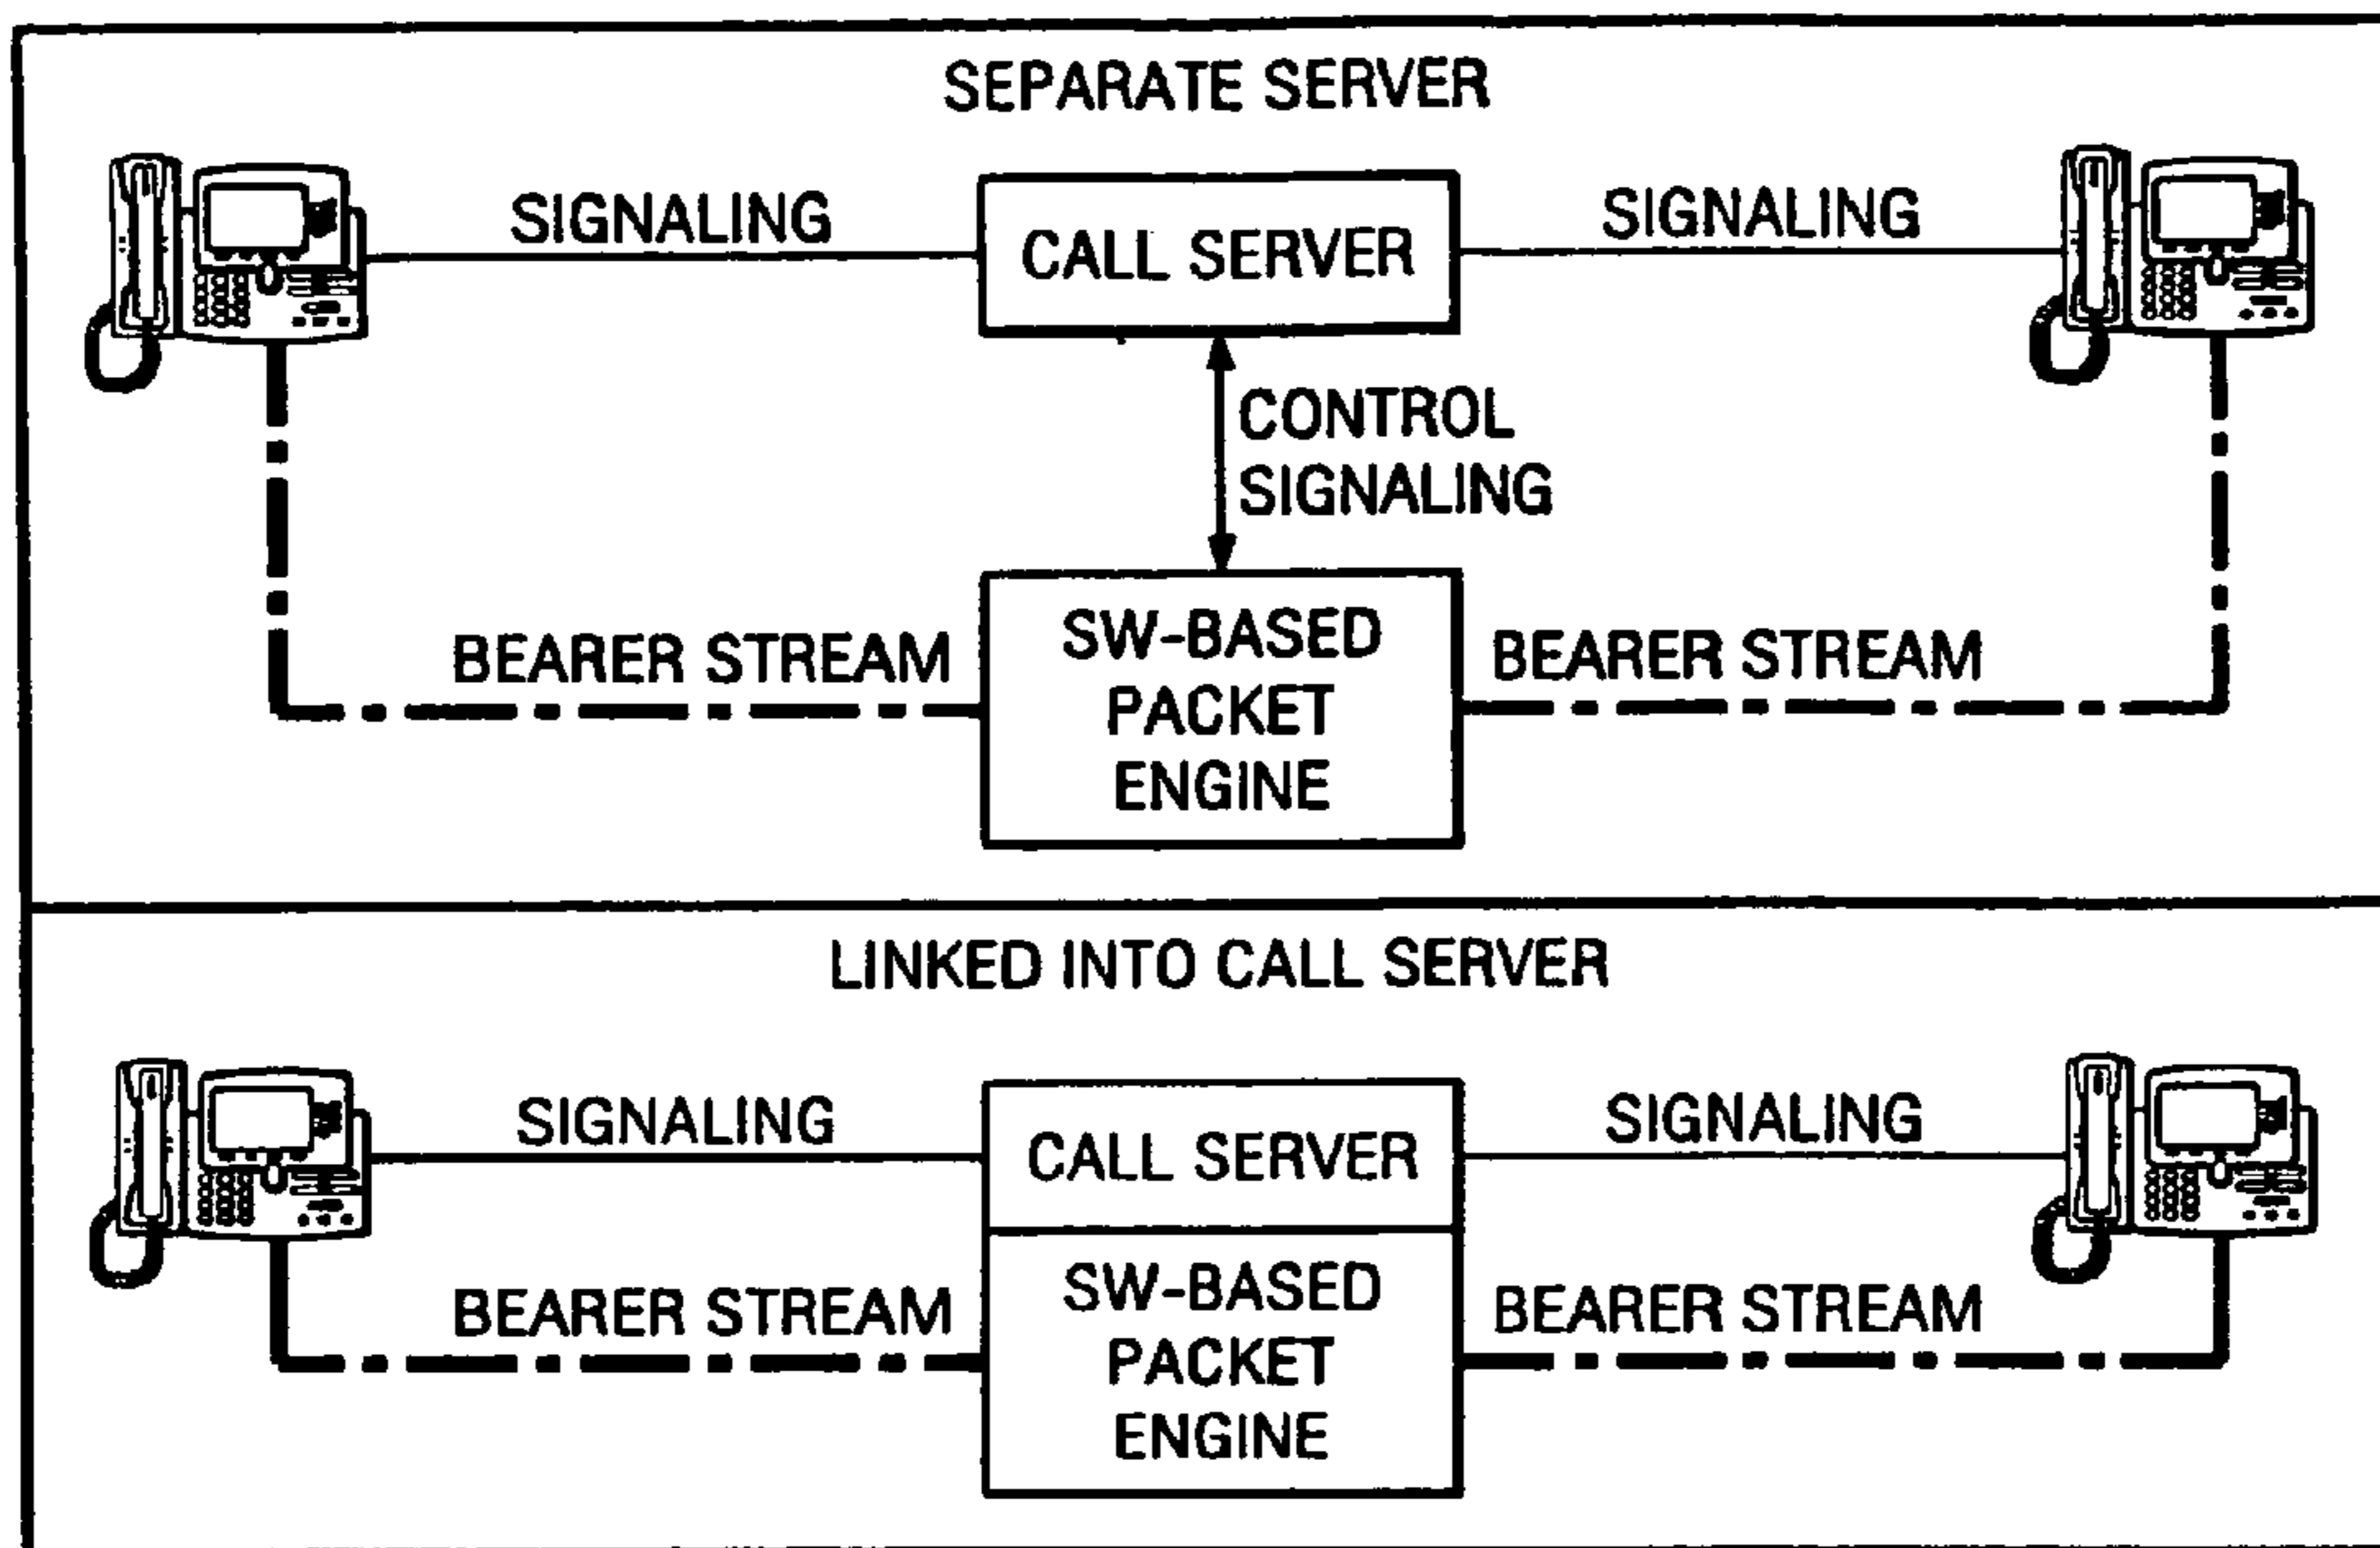 SEPARATE SERVER
SIGNALING
CALL SERVER
SIGNALING
CONTROL
SIGNALING
BEARER STREAM
SW-BASED
PACKET
ENGINE
BEARER STREAM
LINKED INTO CALL SERVER
SIGNALING
CALL SERVER
SIGNALING
BEARER STREAM
SW-BASED
PACKET
ENGINE
BEARER STREAM